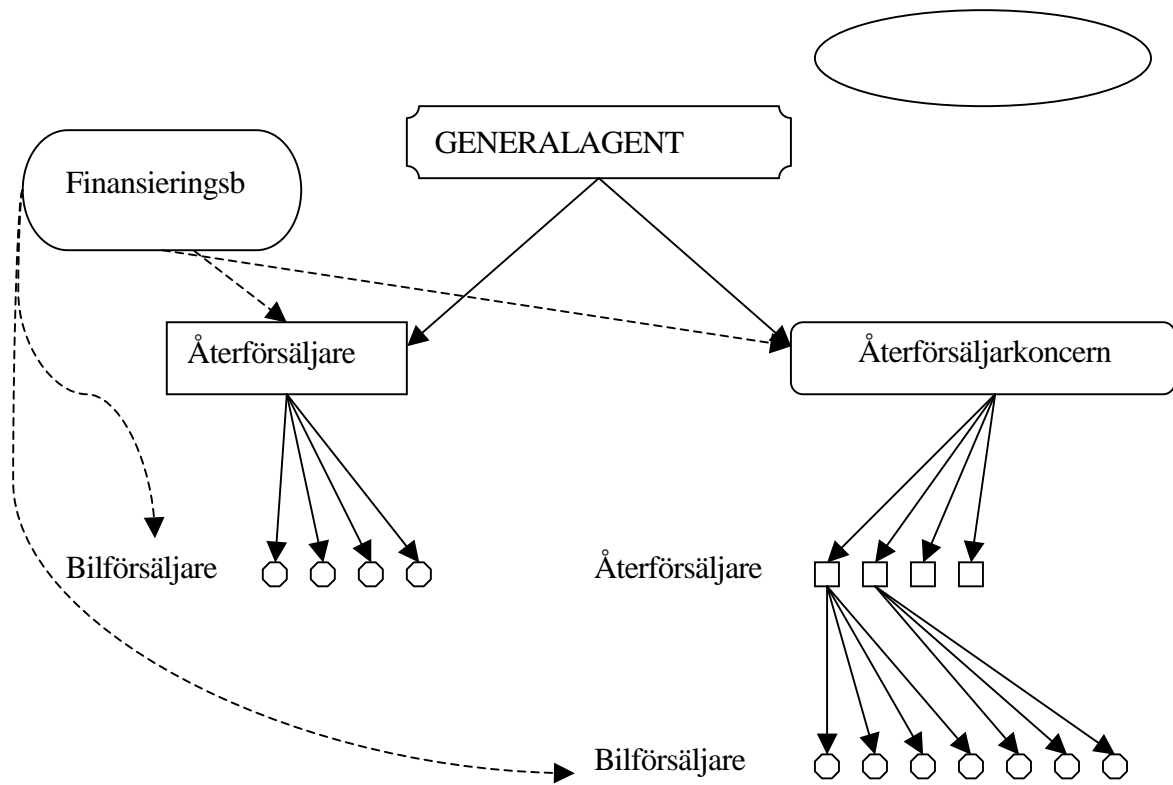 GENERALAGENT
Finansieringsb
Återförsäljare
Återförsäljarkoncern
Bilförsäljare
Återförsäljare
Bilförsäljare